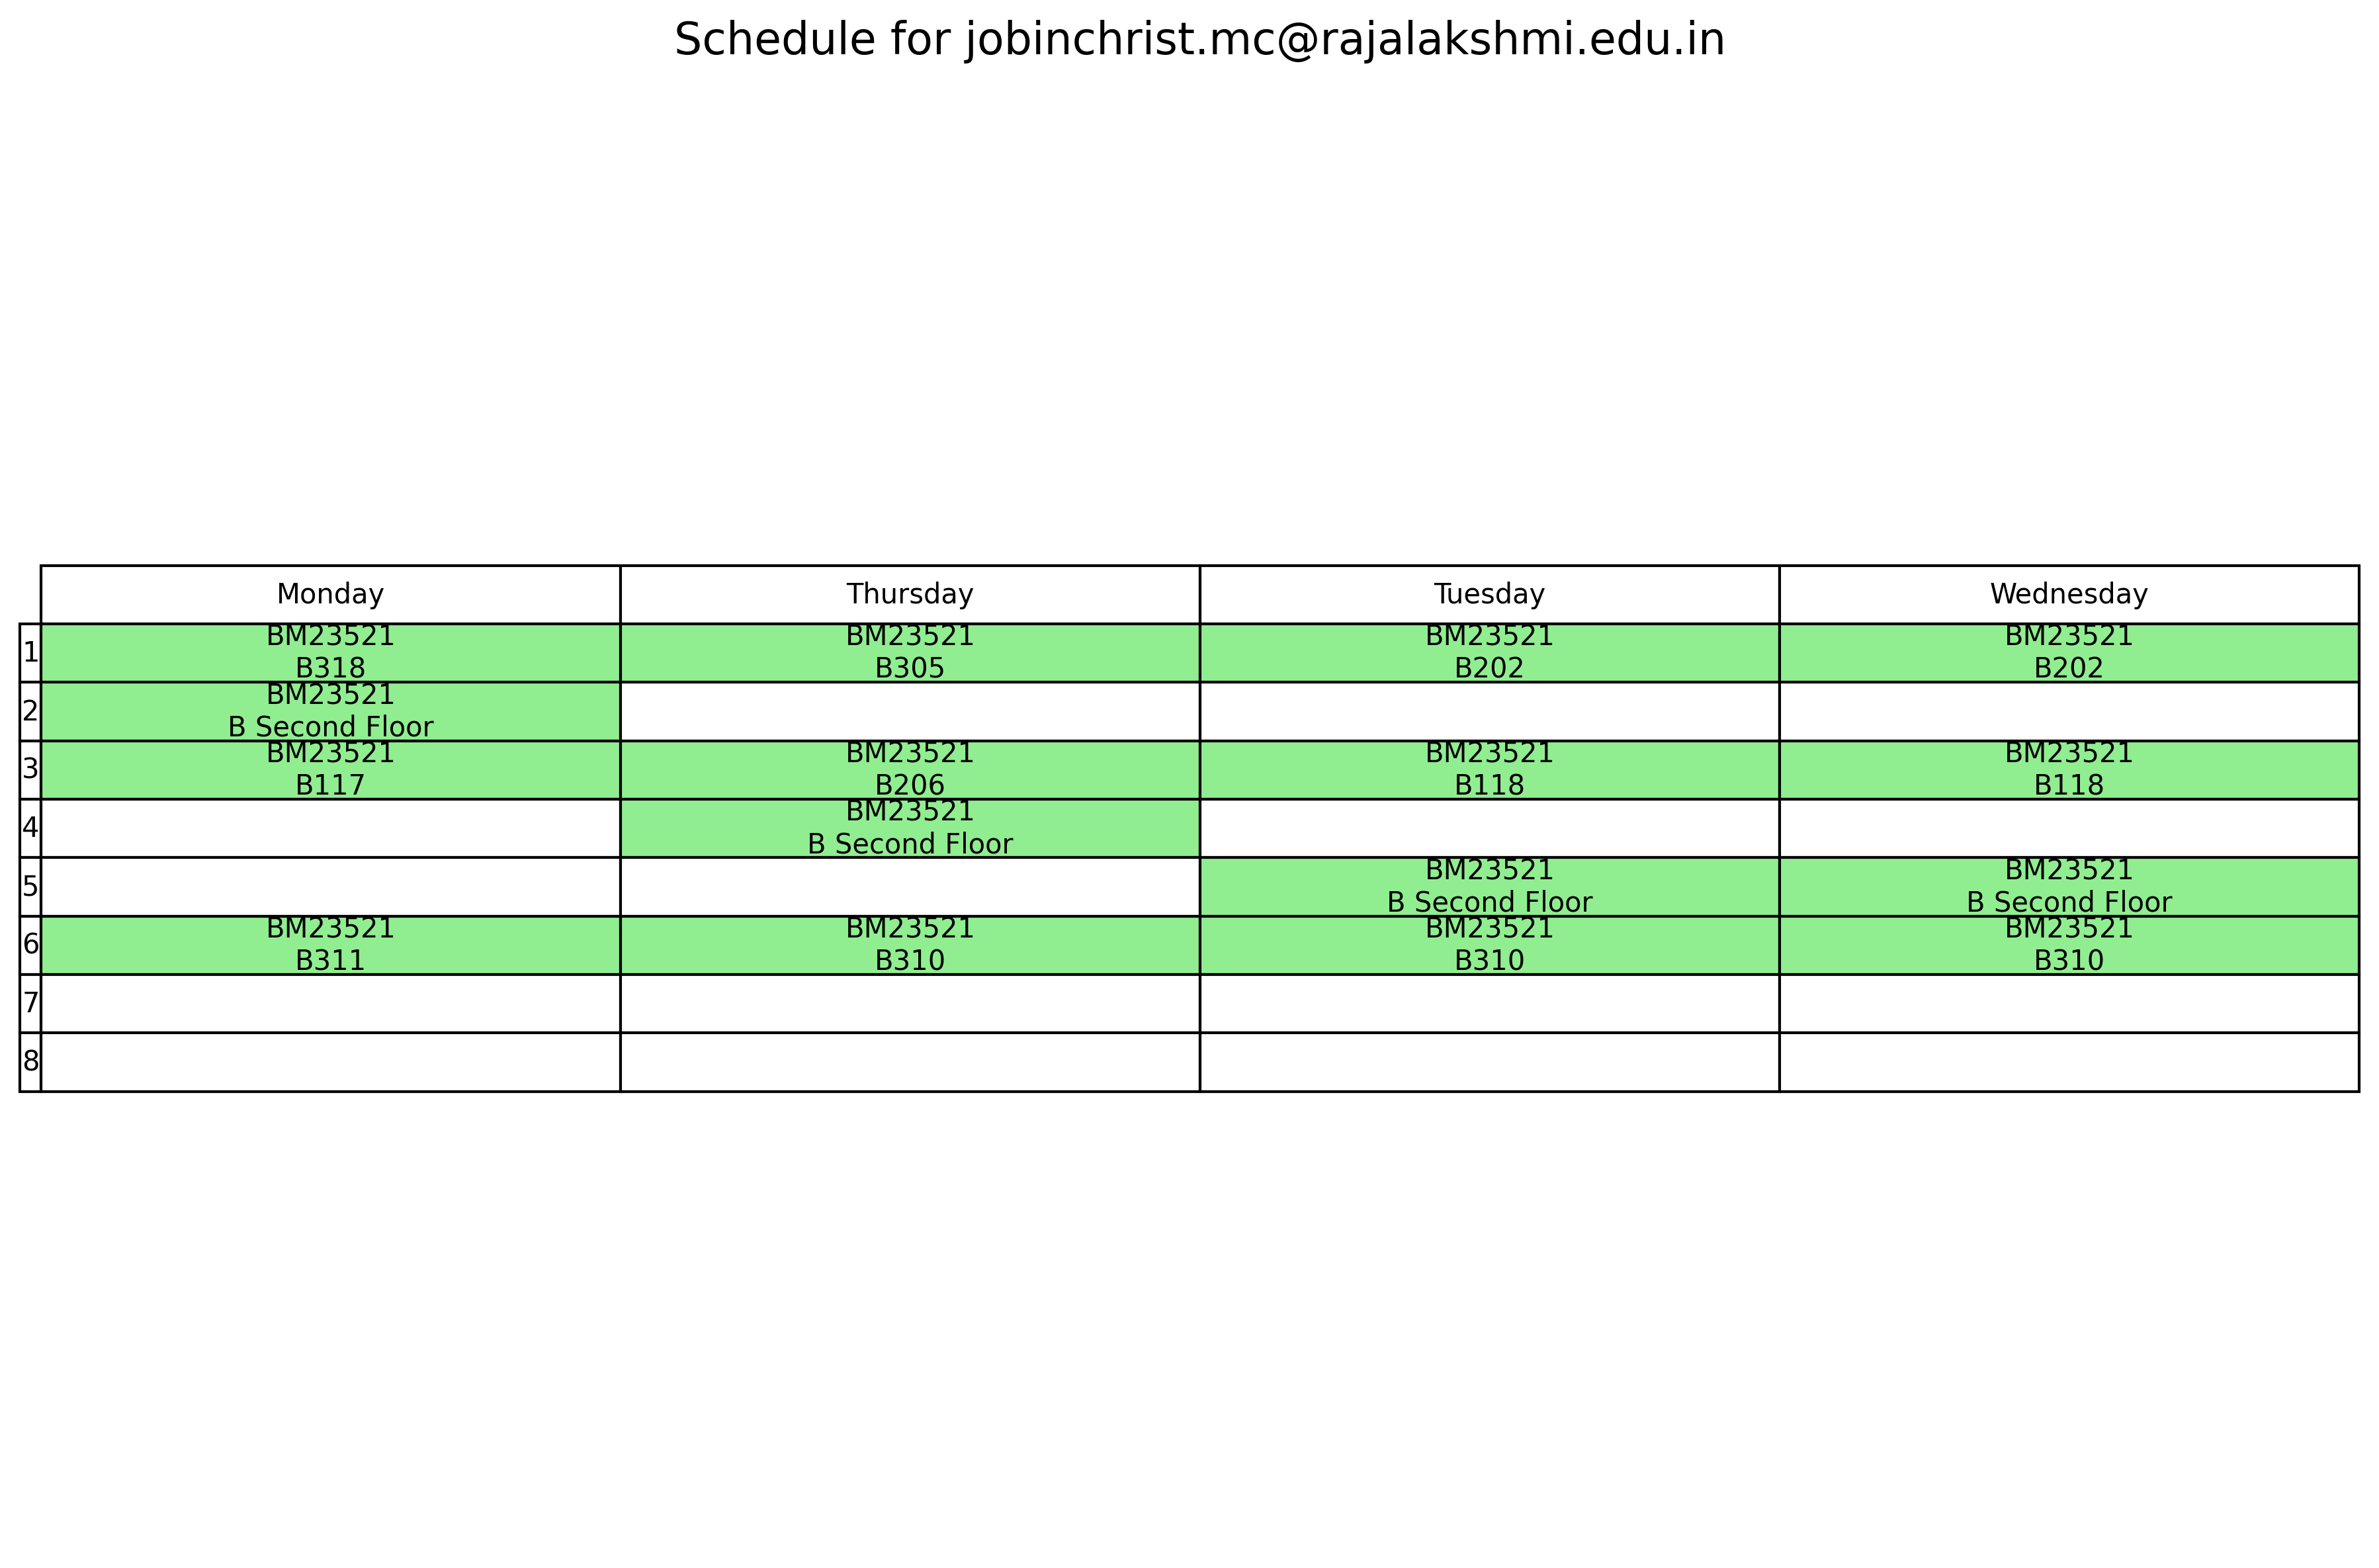 Schedule for jobinchrist.mc@rajalakshmi.edu.in
Monday Thursday Tuesday Wednesday
1 BM23521 BM23521 BM23521 BM23521
B318 B305 B202 B202
2 BM23521
B Second Floor
3 BM23521 BM23521 BM23521 BM23521
B117 B206 B118 B118
4 BM23521
B Second Floor
5 BM23521 BM23521
B Second Floor B Second Floor
6 BM23521 BM23521 BM23521 BM23521
B311 B310 B310 B310
7
8